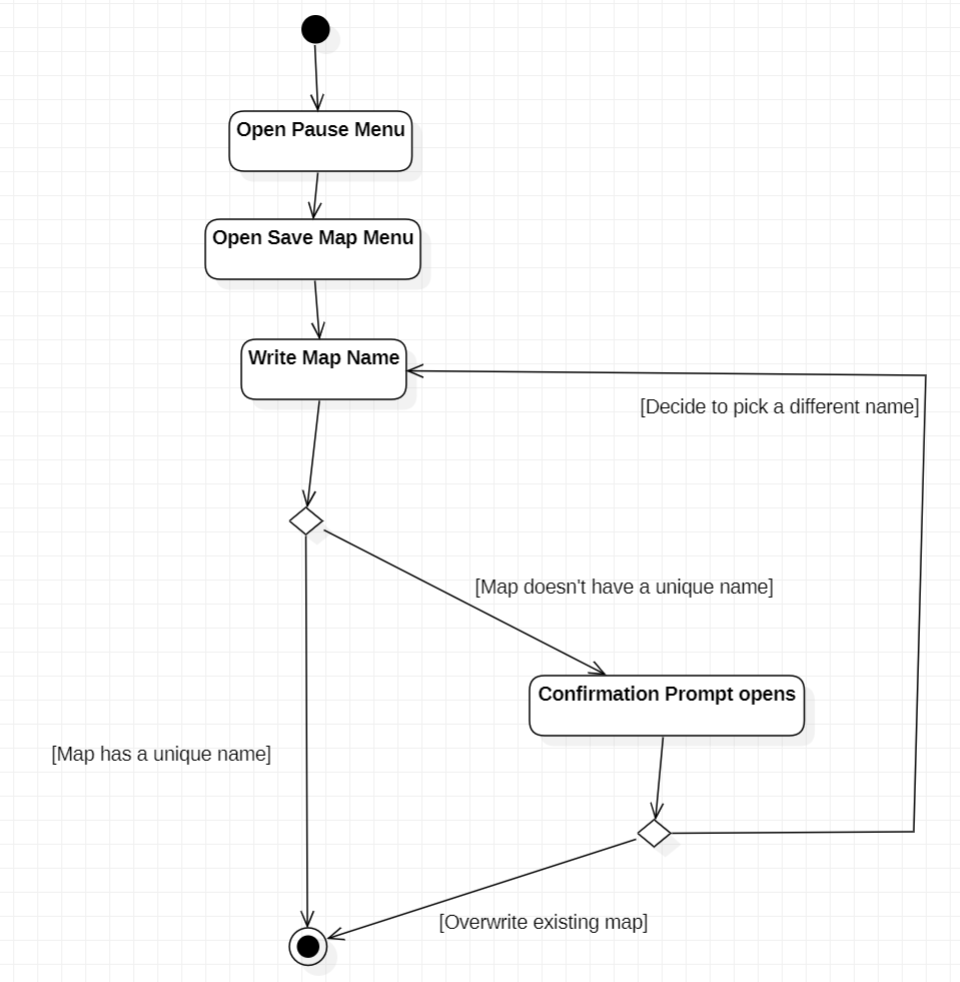 Open Pause Menu
Open Save Map Menu
Write Map Name
[Decide to pick a different name]
[Map doesn't have a unique name]
Confirmation Prompt opens
[Map has a unique name]
[Overwrite existing map]